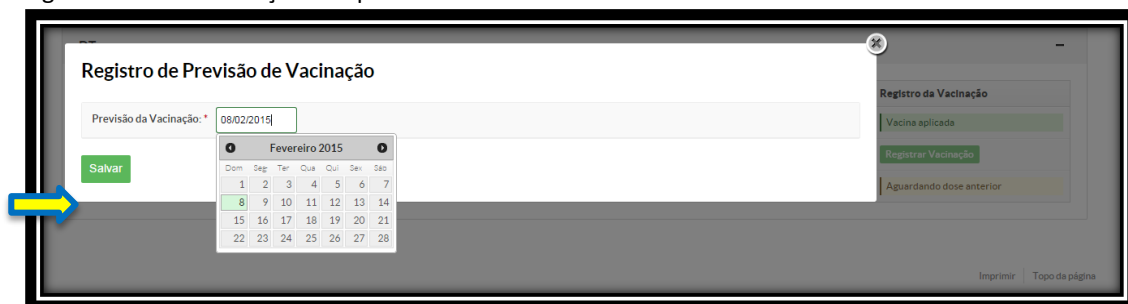 Registro de Previsão de Vacinação
Previsão da Vacinação: * 08/02/2015
Fevereiro 2015
Dom Seg Ter Qua Qui Sex Sáb
1 2 3 4 5 6 7
8 9 10 11 12 13 14
15 16 17 18 19 20 21
22 23 24 25 26 27 28
Salvar
Registro da Vacinação
Vacina aplicada
Registrar Vacinação
Aguardando dose anterior
Imprimir Topo da página